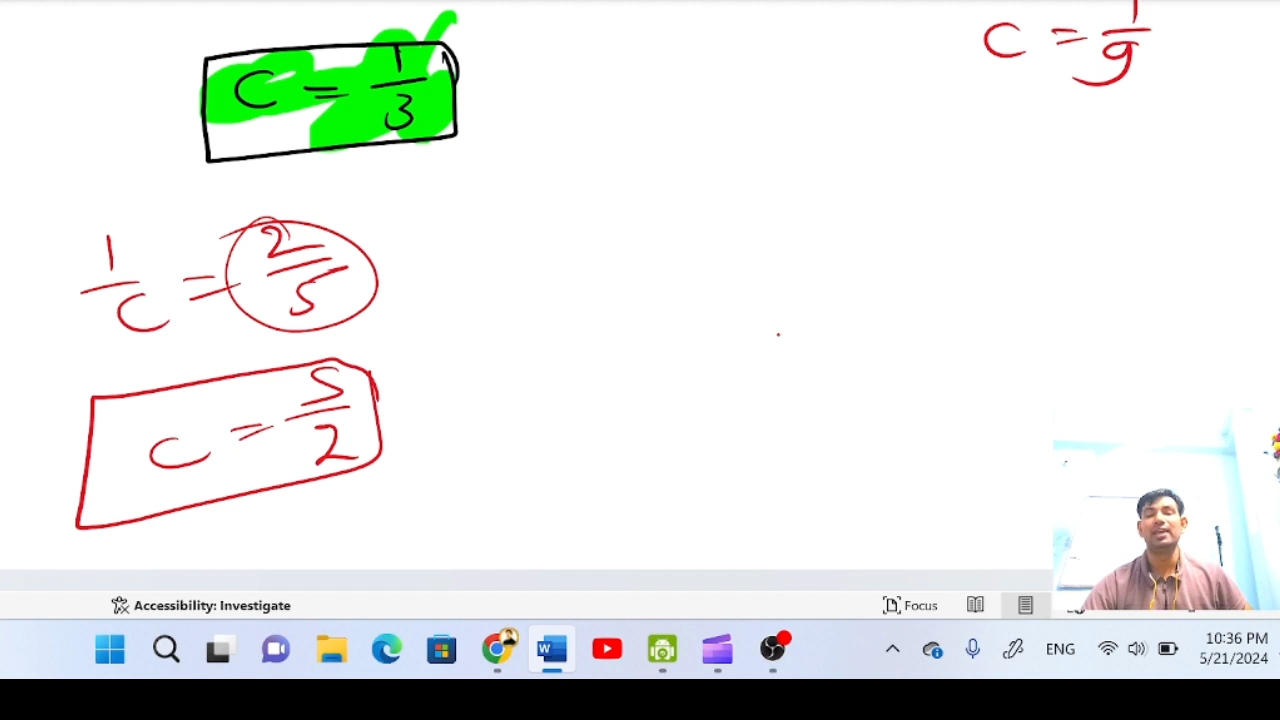 C = 1/3
C = 1/9
1/C = 2/5
C = 5/2
Accessibility: Investigate
Focus
ENG
10:36 PM
5/21/2024